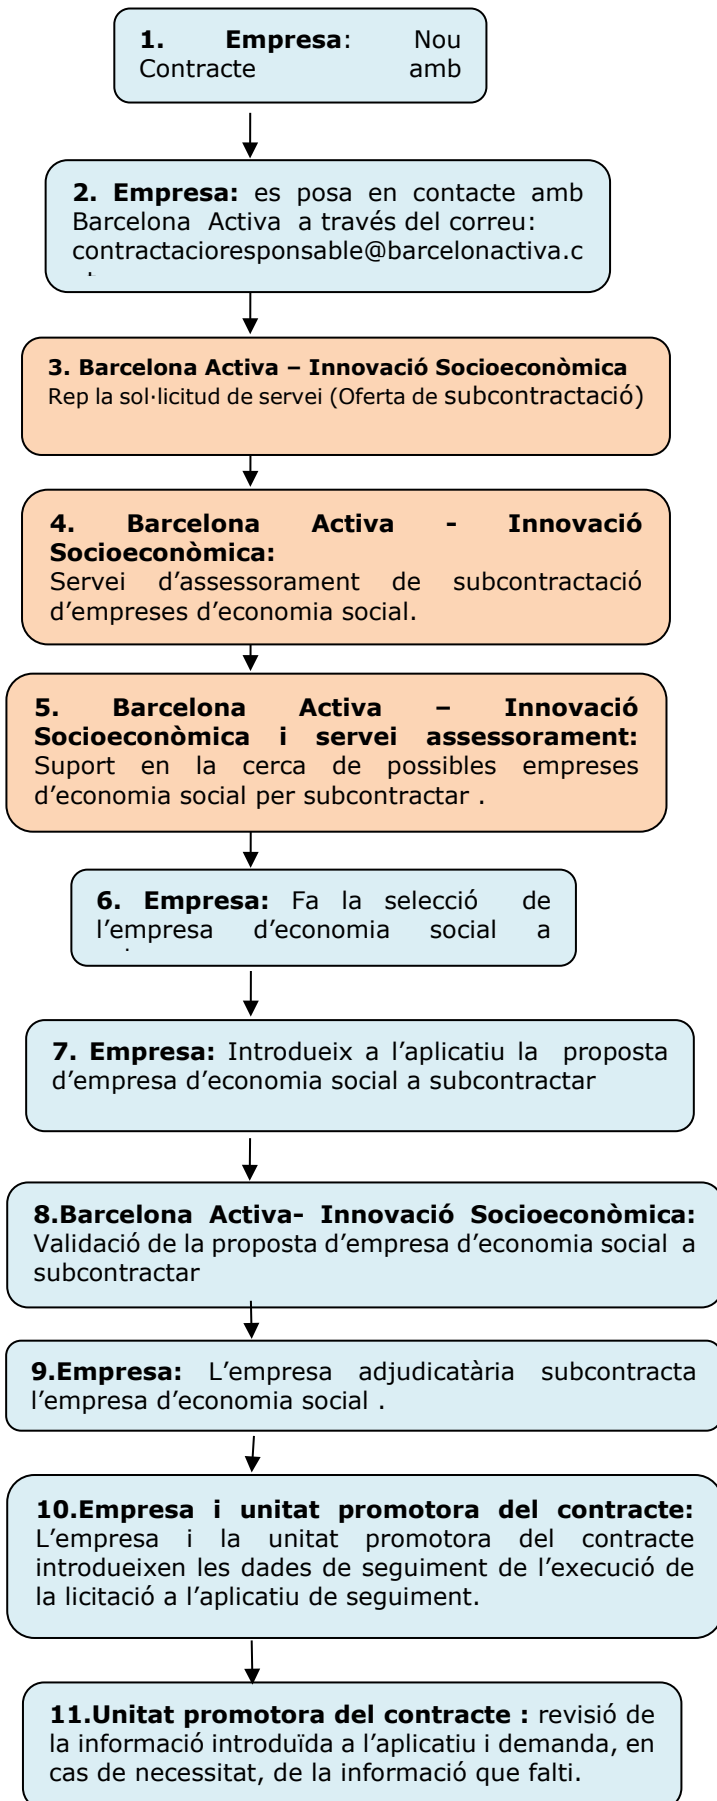 1. Empresa: Nou
Contracte amb
2. Empresa: es posa en contacte amb
Barcelona Activa a través del correu:
contractacioresponsable@barcelonactiva.c
3. Barcelona Activa – Innovació Socioeconòmica
Rep la sol·licitud de servei (Oferta de subcontractació)
4. Barcelona Activa - Innovació
Socioeconòmica:
Servei d’assessorament de subcontractació
d’empreses d’economia social.
5. Barcelona Activa – Innovació
Socioeconòmica i servei assessorament:
Suport en la cerca de possibles empreses
d’economia social per subcontractar .
6. Empresa: Fa la selecció de
l’empresa d’economia social a
7. Empresa: Introdueix a l’aplicatiu la proposta
d’empresa d’economia social a subcontractar
8.Barcelona Activa- Innovació Socioeconòmica:
Validació de la proposta d’empresa d’economia social a
subcontractar
9.Empresa: L’empresa adjudicatària subcontracta
l’empresa d’economia social .
10.Empresa i unitat promotora del contracte:
L’empresa i la unitat promotora del contracte
introdueixen les dades de seguiment de l’execució de
la licitació a l’aplicatiu de seguiment.
11.Unitat promotora del contracte : revisió de
la informació introduïda a l’aplicatiu i demanda, en
cas de necessitat, de la informació que falti.